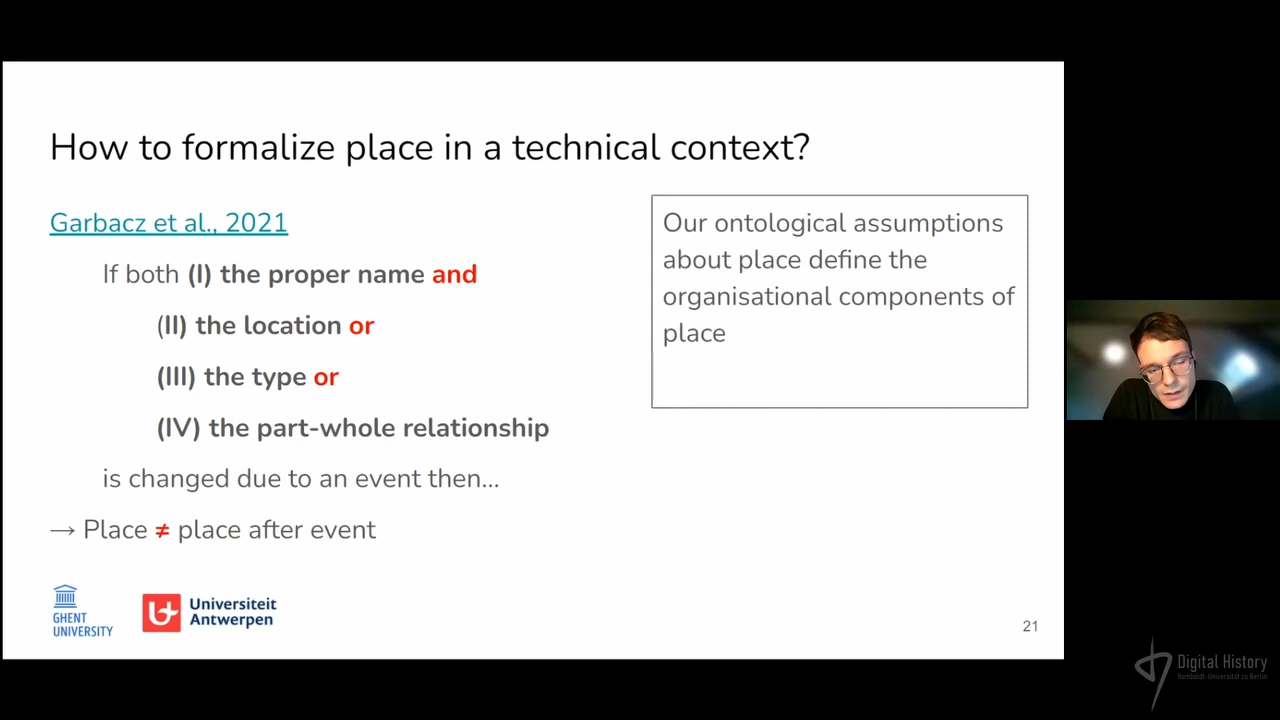 How to formalize place in a technical context?
Garbacz et al., 2021
If both (I) the proper name and
(II) the location or
(III) the type or
(IV) the part-whole relationship
is changed due to an event then...
→ Place ≠ place after event
Our ontological assumptions
about place define the
organisational components of
place
GHENT
UNIVERSITY
Universiteit
Antwerpen
21
Digital History
Humboldt-Universität zu Berlin